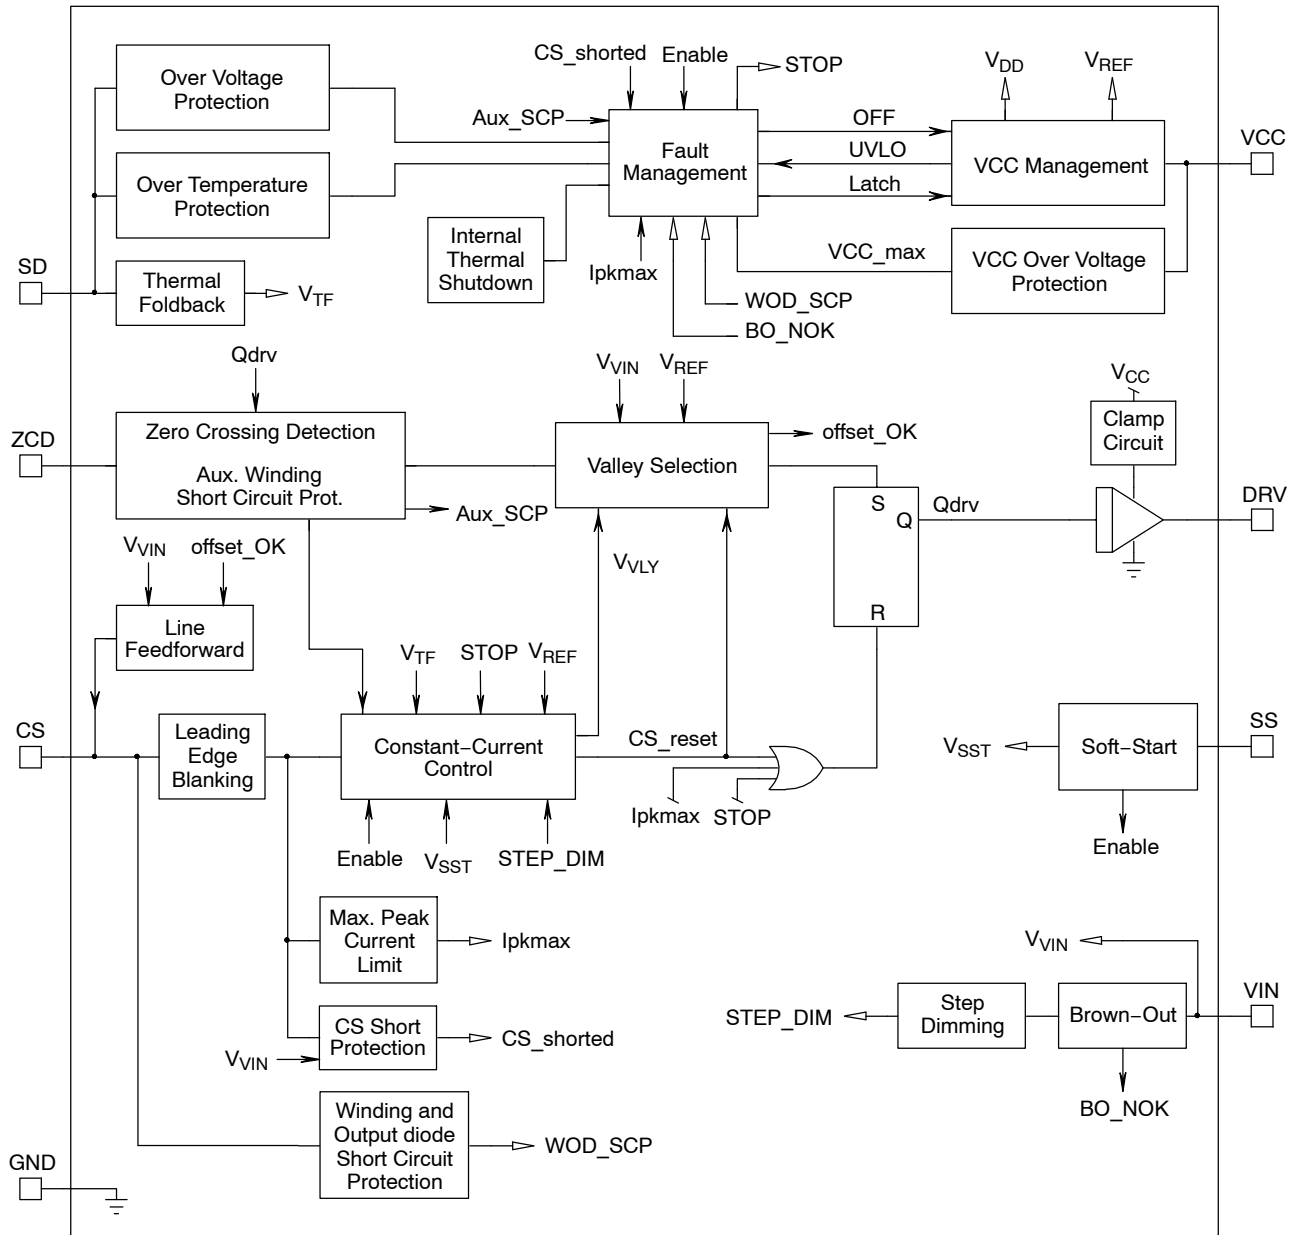 CS_shorted
Enable
STOP
VDD
VREF
Over Voltage
Protection
Aux_SCP
OFF
UVLO
Latch
VCC
Fault
Management
VCC Management
Over Temperature
Protection
Internal
Thermal
Shutdown
Ipkmax
VCC_max
VCC Over Voltage
Protection
SD
Thermal
Foldback
VTF
WOD_SCP
BO_NOK
Qdrv
VVIN
VREF
VCC
Clamp
Circuit
ZCD
Zero Crossing Detection
Aux. Winding
Short Circuit Prot.
Valley Selection
offset_OK
Aux_SCP
S
Q
R
Qdrv
DRV
VVIN
offset_OK
VVLY
Line
Feedforward
VTF
STOP
VREF
CS
Leading
Edge
Blanking
Constant–Current
Control
CS_reset
Ipkmax
STOP
VSST
Soft–Start
SS
Enable
VSST
STEP_DIM
Enable
Max. Peak
Current
Limit
Ipkmax
VVIN
CS Short
Protection
CS_shorted
VVIN
STEP_DIM
Step
Dimming
Brown–Out
VIN
BO_NOK
Winding and
Output diode
Short Circuit
Protection
WOD_SCP
GND